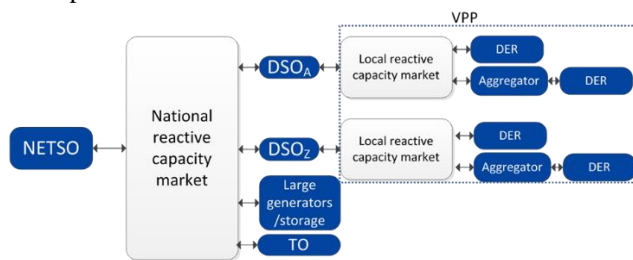 VPP
DER
DSOA
Local reactive
capacity market
Aggregator
DER
National
reactive
capacity
market
NETSO
DER
DSOZ
Local reactive
capacity market
Aggregator
DER
Large
generators
/storage
TO